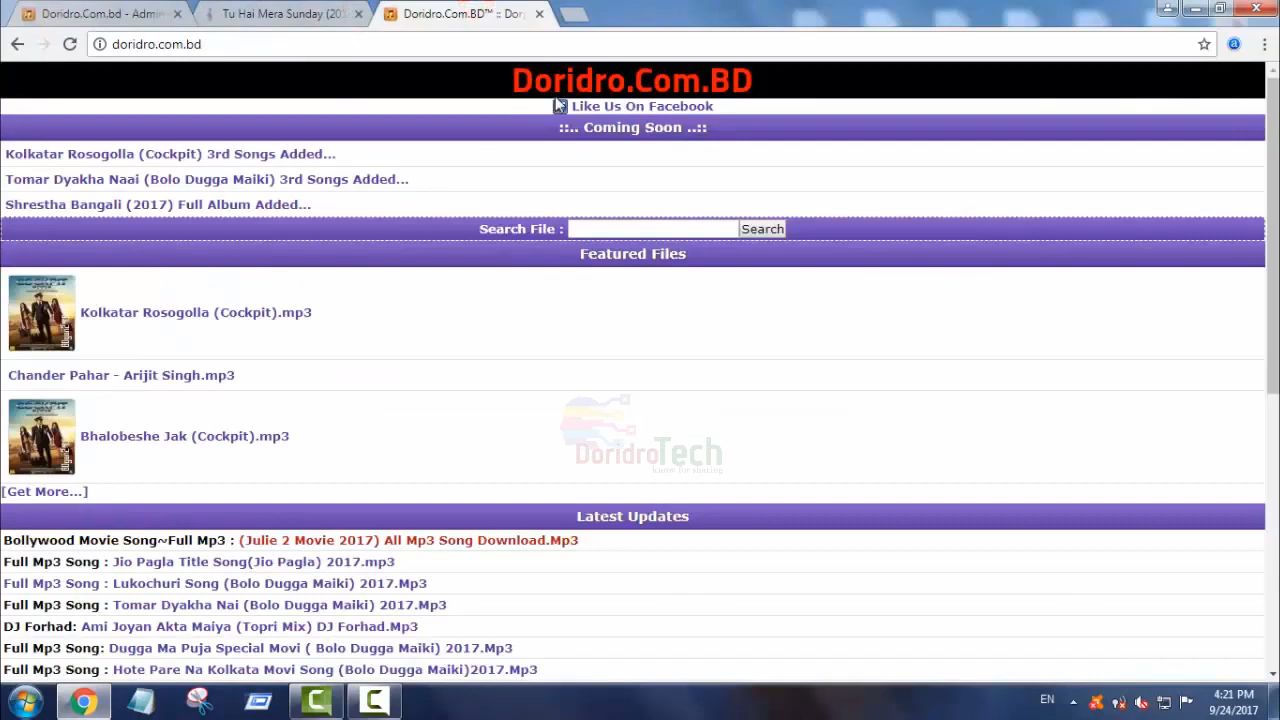 Doridro.Com.bd - Admin
Tu Hai Mera Sunday (20
Doridro.Com.BD™ :: Dor
doridro.com.bd
Doridro.Com.BD
Like Us On Facebook
::.. Coming Soon ..::
Kolkatar Rosogolla (Cockpit) 3rd Songs Added...
Tomar Dyakha Naai (Bolo Dugga Maiki) 3rd Songs Added...
Shrestha Bangali (2017) Full Album Added...
Search File : Search
Featured Files
Kolkatar Rosogolla (Cockpit).mp3
Chander Pahar - Arijit Singh.mp3
Bhalobeshe Jak (Cockpit).mp3
DoridroTech
[Get More...]
Latest Updates
Bollywood Movie Song~Full Mp3 : (Julie 2 Movie 2017) All Mp3 Song Download.Mp3
Full Mp3 Song : Jio Pagla Title Song(Jio Pagla) 2017.mp3
Full Mp3 Song : Lukochuri Song (Bolo Dugga Maiki) 2017.Mp3
Full Mp3 Song : Tomar Dyakha Nai (Bolo Dugga Maiki) 2017.Mp3
DJ Forhad: Ami Joyan Akta Maiya (Topri Mix) DJ Forhad.Mp3
Full Mp3 Song: Dugga Ma Puja Special Movi ( Bolo Dugga Maiki) 2017.Mp3
Full Mp3 Song : Hote Pare Na Kolkata Movi Song (Bolo Dugga Maiki)2017.Mp3
EN
4:21 PM
9/24/2017